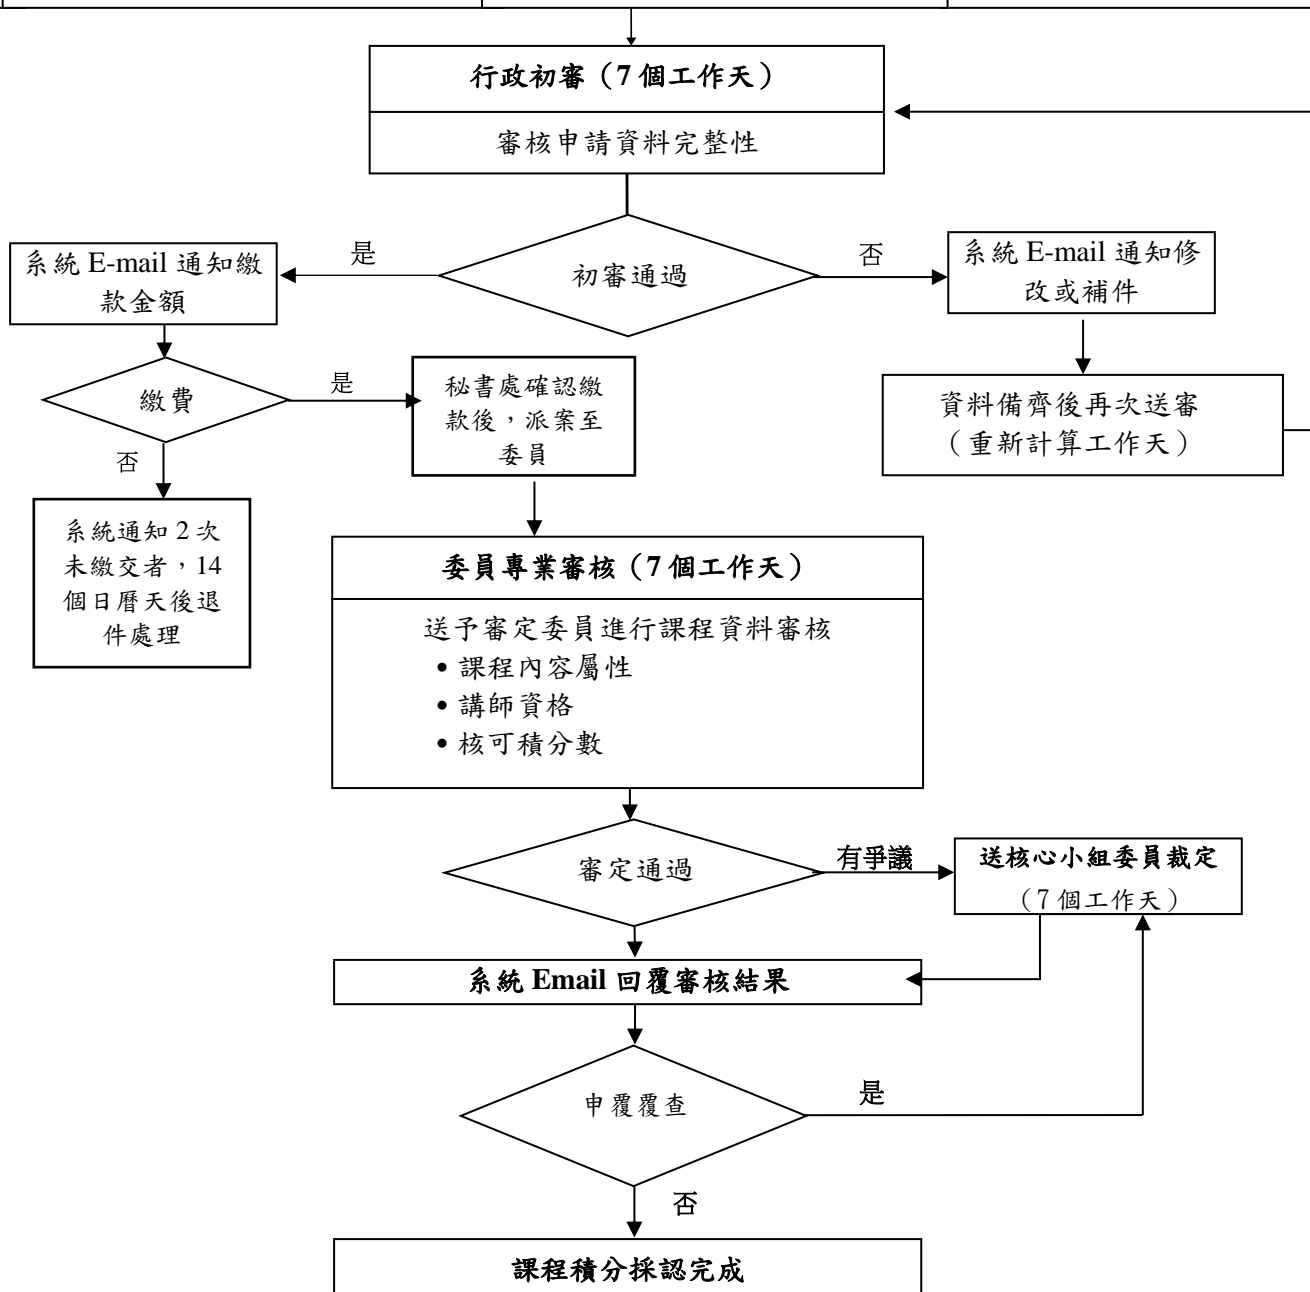 行政初審（7 個工作天）
審核申請資料完整性
是
否
系統 E-mail 通知繳
款金額
初審通過
系統 E-mail 通知修
改或補件
繳費
是
秘書處確認繳
款後，派案至
委員
資料備齊後再次送審
（重新計算工作天）
否
系統通知 2 次
未繳交者，14
個日曆天後退
件處理
委員專業審核（7 個工作天）
送予審定委員進行課程資料審核
• 課程內容屬性
• 講師資格
• 核可積分數
審定通過
有爭議
送核心小組委員裁定
（7 個工作天）
系統 Email 回覆審核結果
申覆覆查
是
否
課程積分採認完成